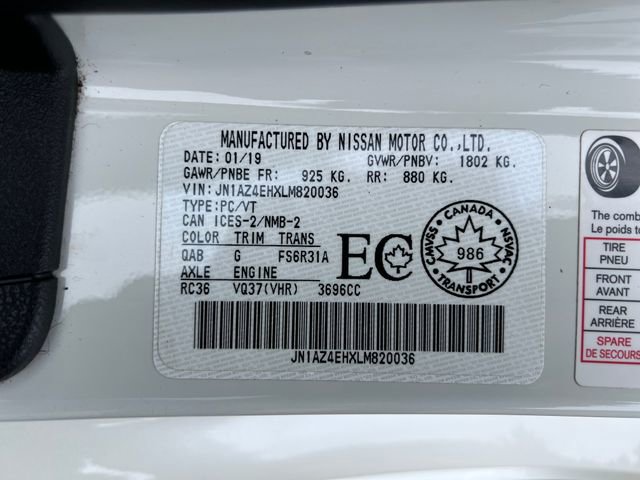 MANUFACTURED BY NISSAN MOTOR CO.,LTD.
DATE: 01/19 GVWR/PNBV: 1802 KG.
GAWR/PNBE FR: 925 KG. RR: 880 KG.
VIN: JN1AZ4EHXLM820036
TYPE:PC/VT
CAN ICES-2/NMB-2
COLOR TRIM TRANS
QAB G FS6R31A
AXLE ENGINE
RC36 VQ37(VHR) 3696CC
EC
CANADA
CMVSS
986
NSVAC
TRANSPORT
JN1AZ4EHXLM820036
The comb
Le poids to
TIRE
PNEU
FRONT
AVANT
REAR
ARRIÈRE
SPARE
DE SECOURS